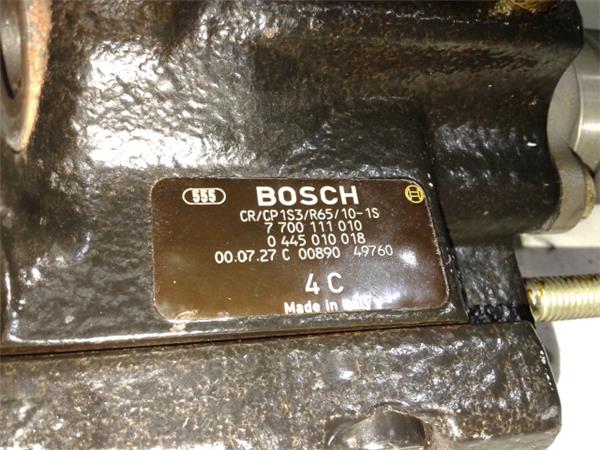 555 BOSCH
CR/CP1S3/R65/10-1S
7 700 111 010
0 445 010 018
00.07.27 C 00890 49760
4 C
Made in Italy